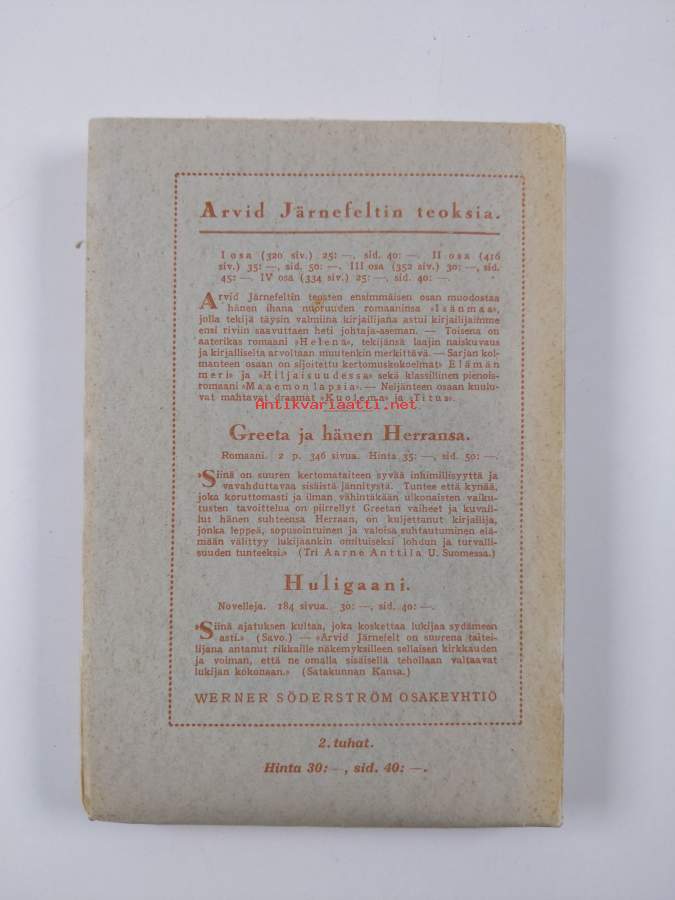 Arvid Järnefeltin teoksia.
I osa (320 siv.) 25: —, sid. 40: —. II osa (416
siv.) 35: —, sid. 50: —. III osa (352 siv.) 30: —, sid.
45: —. IV osa (334 siv.) 25: —, sid. 40: —.
Arvid Järnefeltin teosten ensimmäisen osan muodostaa
hänen ihana nuoruuden romaaninsa »Isänmaa»,
jolla tekijä täysin valmiina kirjailijana astui kirjailijaimme
ensi riviin saavuttaen heti johtaja-aseman. — Toisena on
aaterikas romaani »Helena», tekijänsä laajin naiskuvaus
ja kirjalliselta arvoltaan muutenkin merkittävä. — Sarjan kol-
manteen osaan on sijoitettu kertomuskokoelmat »Elämän
meri» ja »Hiljaisuudessa» sekä klassillinen pienois-
romaani »Maaemon lapsia». — Neljänteen osaan kuulu-
vat mahtavat draamat »Kuolema» ja »Titus».
Antikvariaatti.net
Greeta ja hänen Herransa.
Romaani. 2 p. 346 sivua. Hinta 35: —, sid. 50: —.
»Siinä on suuren kertomataiteen syvää inhimillisyyttä ja
vavahduttavaa sisäistä jännitystä. Tuntee että kynää,
joka koruttomasti ja ilman vähintäkään ulkonaisten vaiku-
tusten tavoittelua on piirrellyt Greetan vaiheet ja kuvail-
lut hänen suhteensa Herraan, on kuljettanut kirjailija,
jonka leppeä, sopusointuinen ja valoisa suhtautuminen elä-
mään välittyy lukijaankin omituiseksi lohdun ja turvalli-
suuden tunteeksi.» (Tri Aarne Anttila U. Suomessa.)
Huligaani.
Novelleja. 184 sivua. 30: —, sid. 40: —.
»Siinä ajatuksen kultaa, joka koskettaa lukijaa sydämeen
asti.» (Savo.) — »Arvid Järnefelt on suurena taitei-
lijana antanut rikkaille näkemyksilleen sellaisen kirkkauden
ja voiman, että ne omalla sisäisellä tehollaan valtaavat
lukijan kokonaan.» (Satakunnan Kansa.)
WERNER SÖDERSTRÖM OSAKEYHTIÖ
2. tuhat.
Hinta 30: —, sid. 40: —.